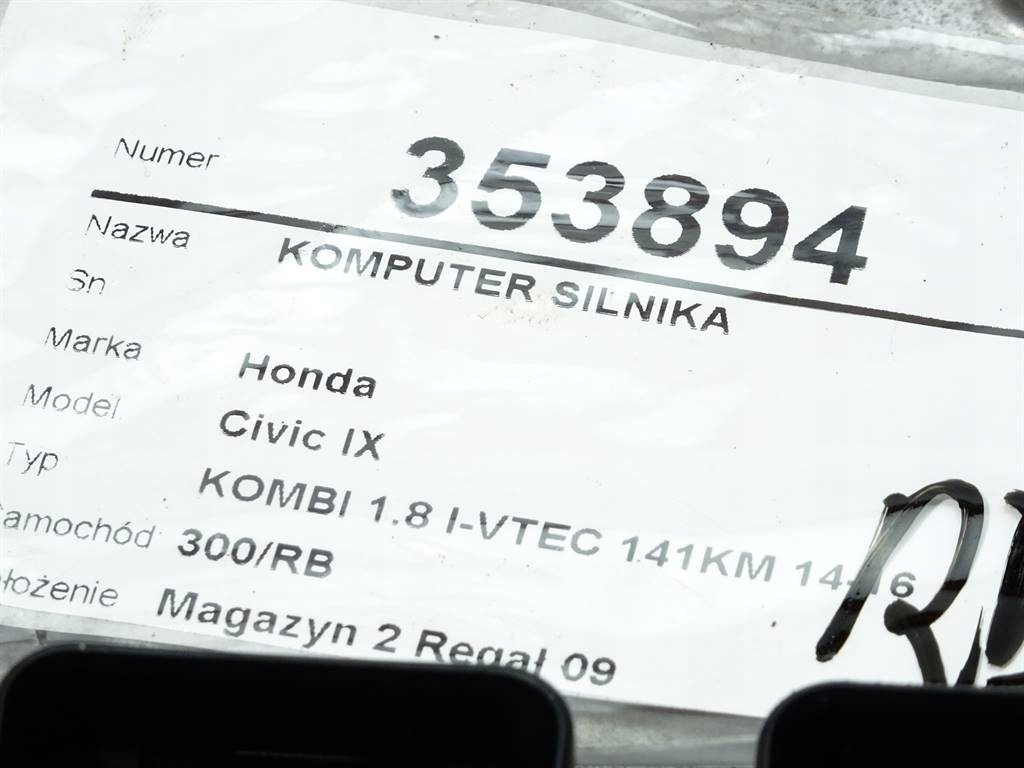 Numer 353894
Nazwa KOMPUTER SILNIKA
Sn
Marka Honda
Model Civic IX
Typ KOMBI 1.8 I-VTEC 141KM 14-16
amochód 300/RB
łożenie Magazyn 2 Regał 09